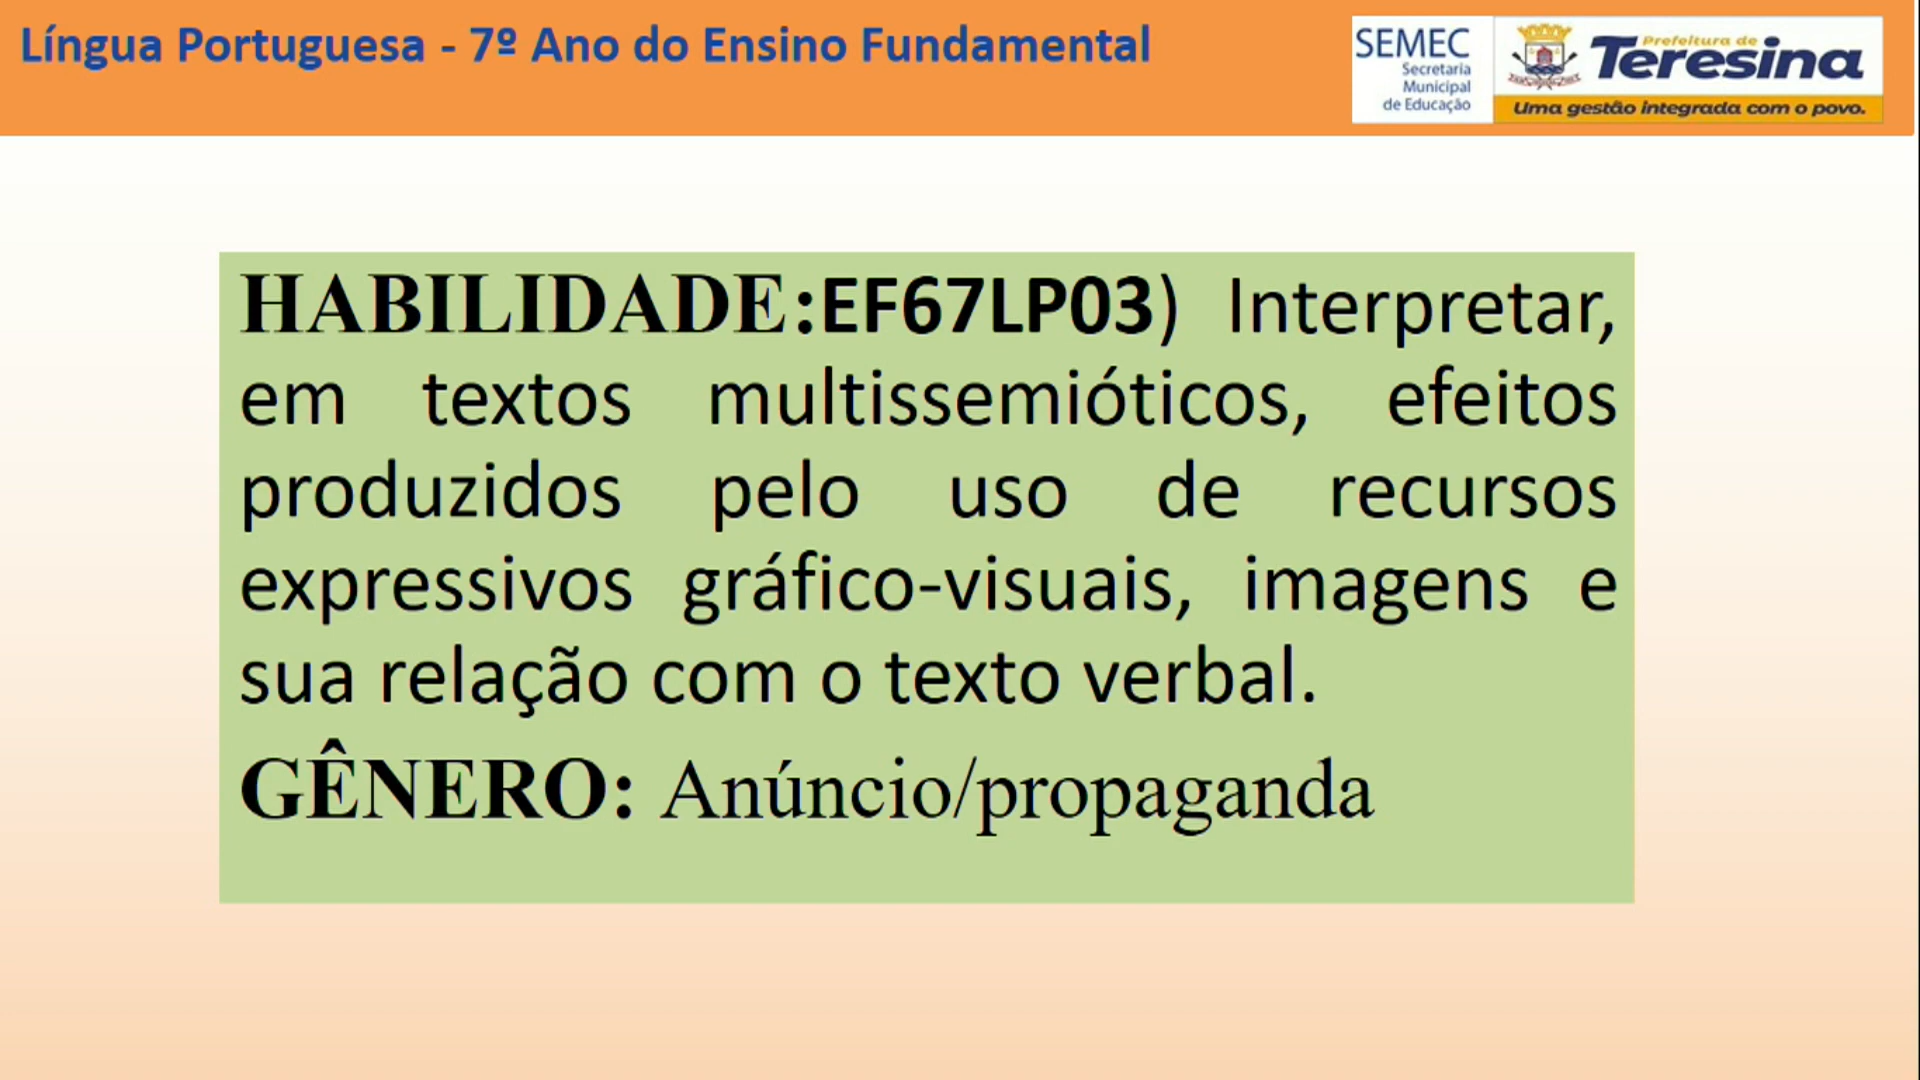 Língua Portuguesa - 7º Ano do Ensino Fundamental
SEMEC
Secretaria
Municipal
de Educação
Prefeitura de
Teresina
Uma gestão integrada com o povo.
HABILIDADE:EF67LP03) Interpretar,
em textos multissemióticos, efeitos
produzidos pelo uso de recursos
expressivos gráfico-visuais, imagens e
sua relação com o texto verbal.
GÊNERO: Anúncio/propaganda